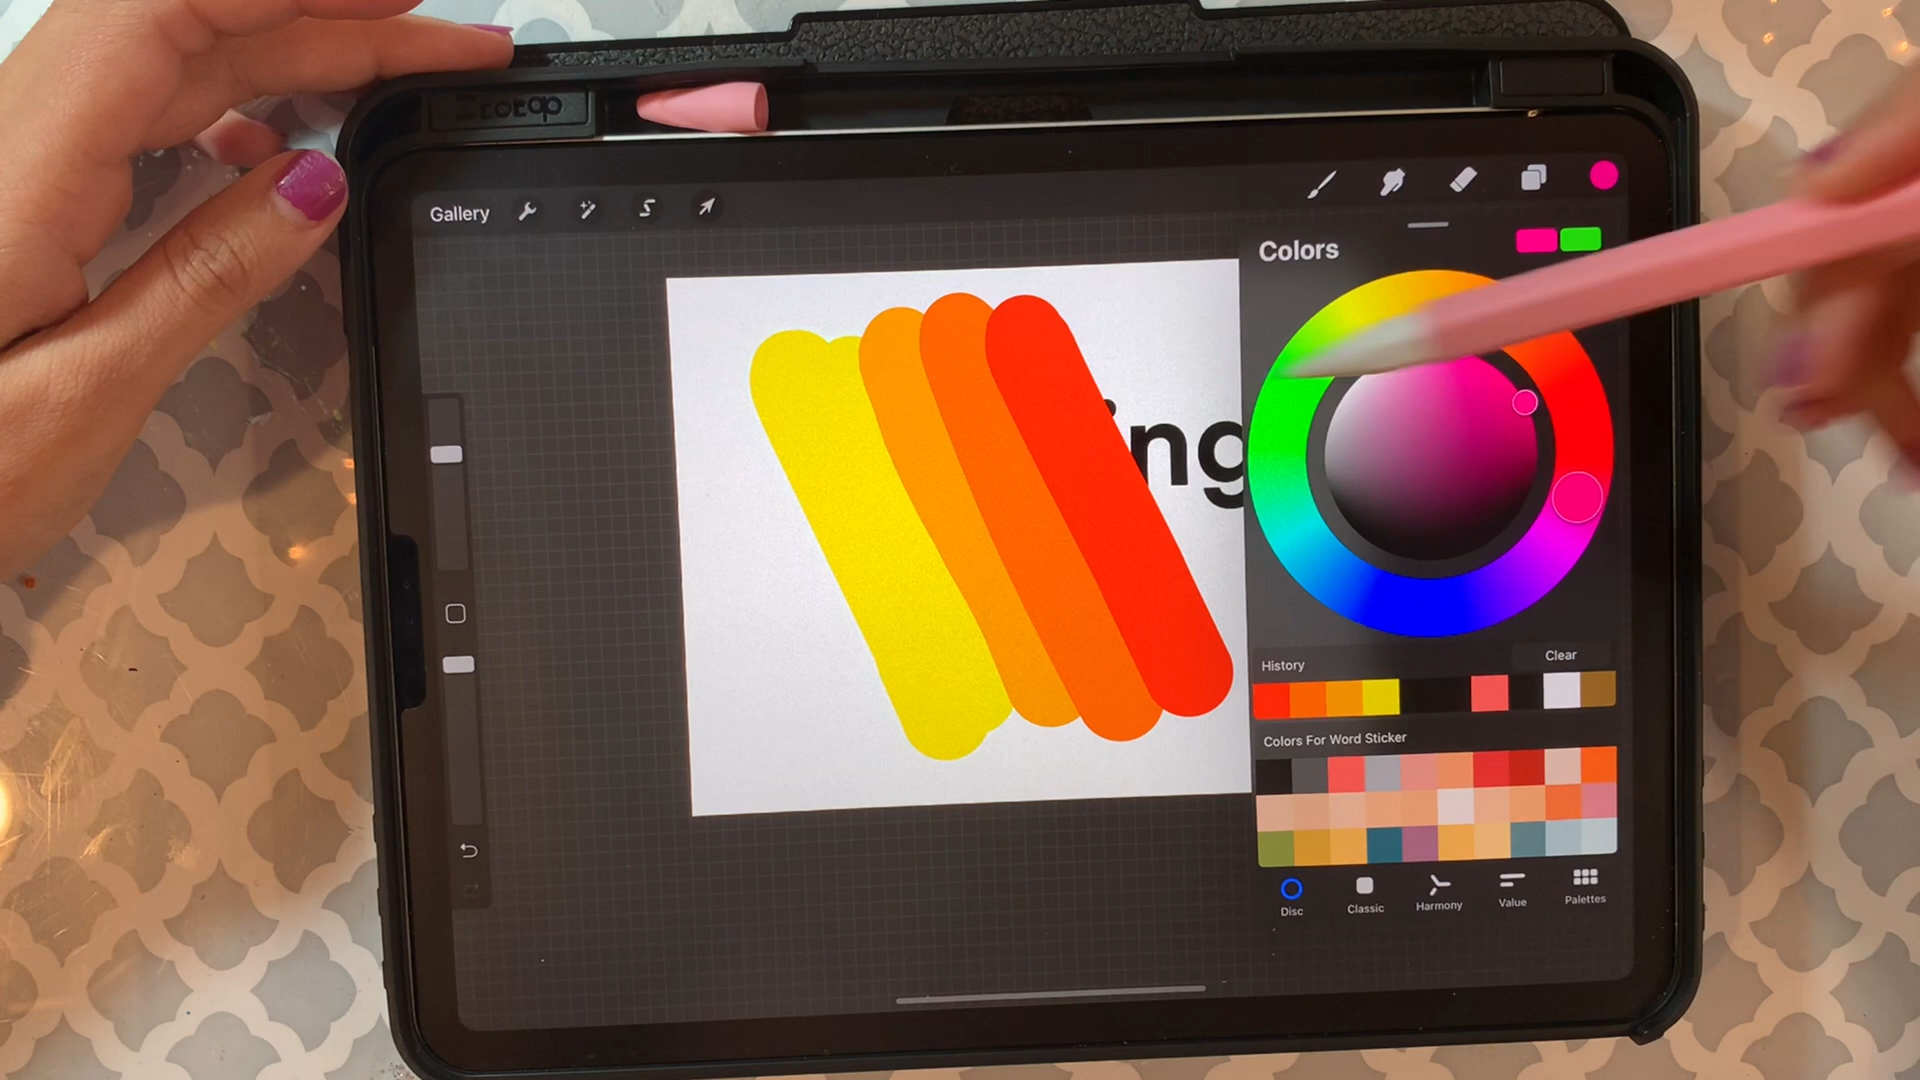 ZtotOp
Gallery
Colors
ing
History
Clear
Colors For Word Sticker
Disc
Classic
Harmony
Value
Palettes